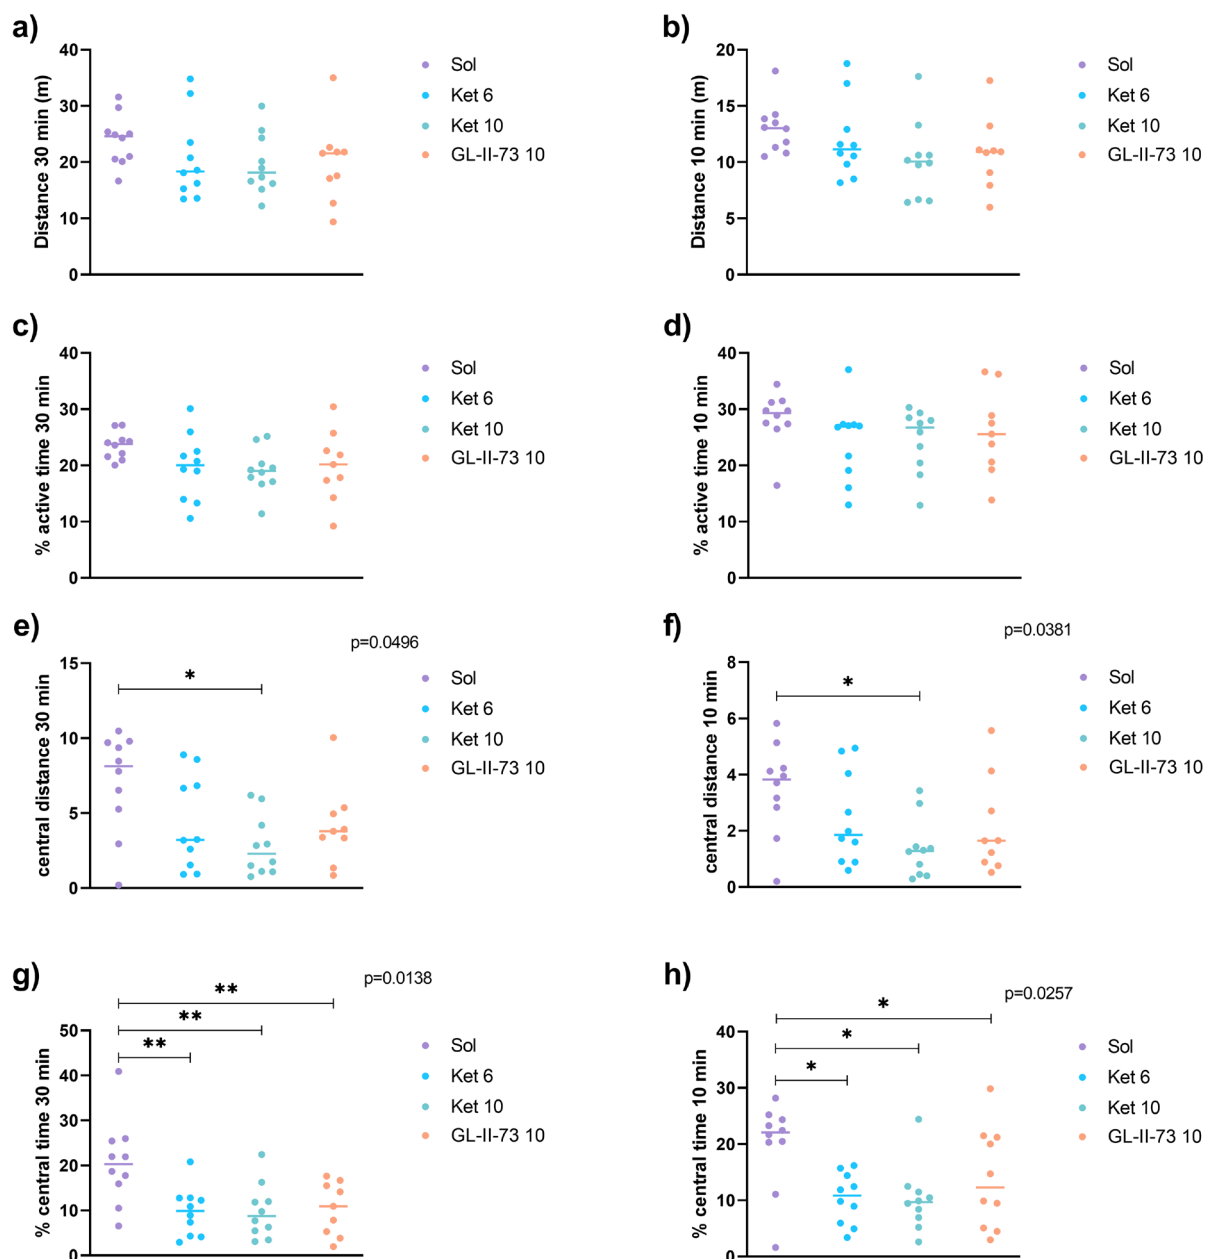 a)
Distance 30 min (m)
40
30
20
10
0
Sol
Ket 6
Ket 10
GL-II-73 10
b)
Distance 10 min (m)
20
15
10
5
0
Sol
Ket 6
Ket 10
GL-II-73 10
c)
% active time 30 min
40
30
20
10
0
Sol
Ket 6
Ket 10
GL-II-73 10
d)
% active time 10 min
40
30
20
10
0
Sol
Ket 6
Ket 10
GL-II-73 10
e)
p=0.0496
central distance 30 min
15
10
5
0
*
Sol
Ket 6
Ket 10
GL-II-73 10
f)
p=0.0381
central distance 10 min
8
6
4
2
0
*
Sol
Ket 6
Ket 10
GL-II-73 10
g)
p=0.0138
% central time 30 min
50
40
30
20
10
0
**
**
**
Sol
Ket 6
Ket 10
GL-II-73 10
h)
p=0.0257
% central time 10 min
40
30
20
10
0
*
*
*
Sol
Ket 6
Ket 10
GL-II-73 10